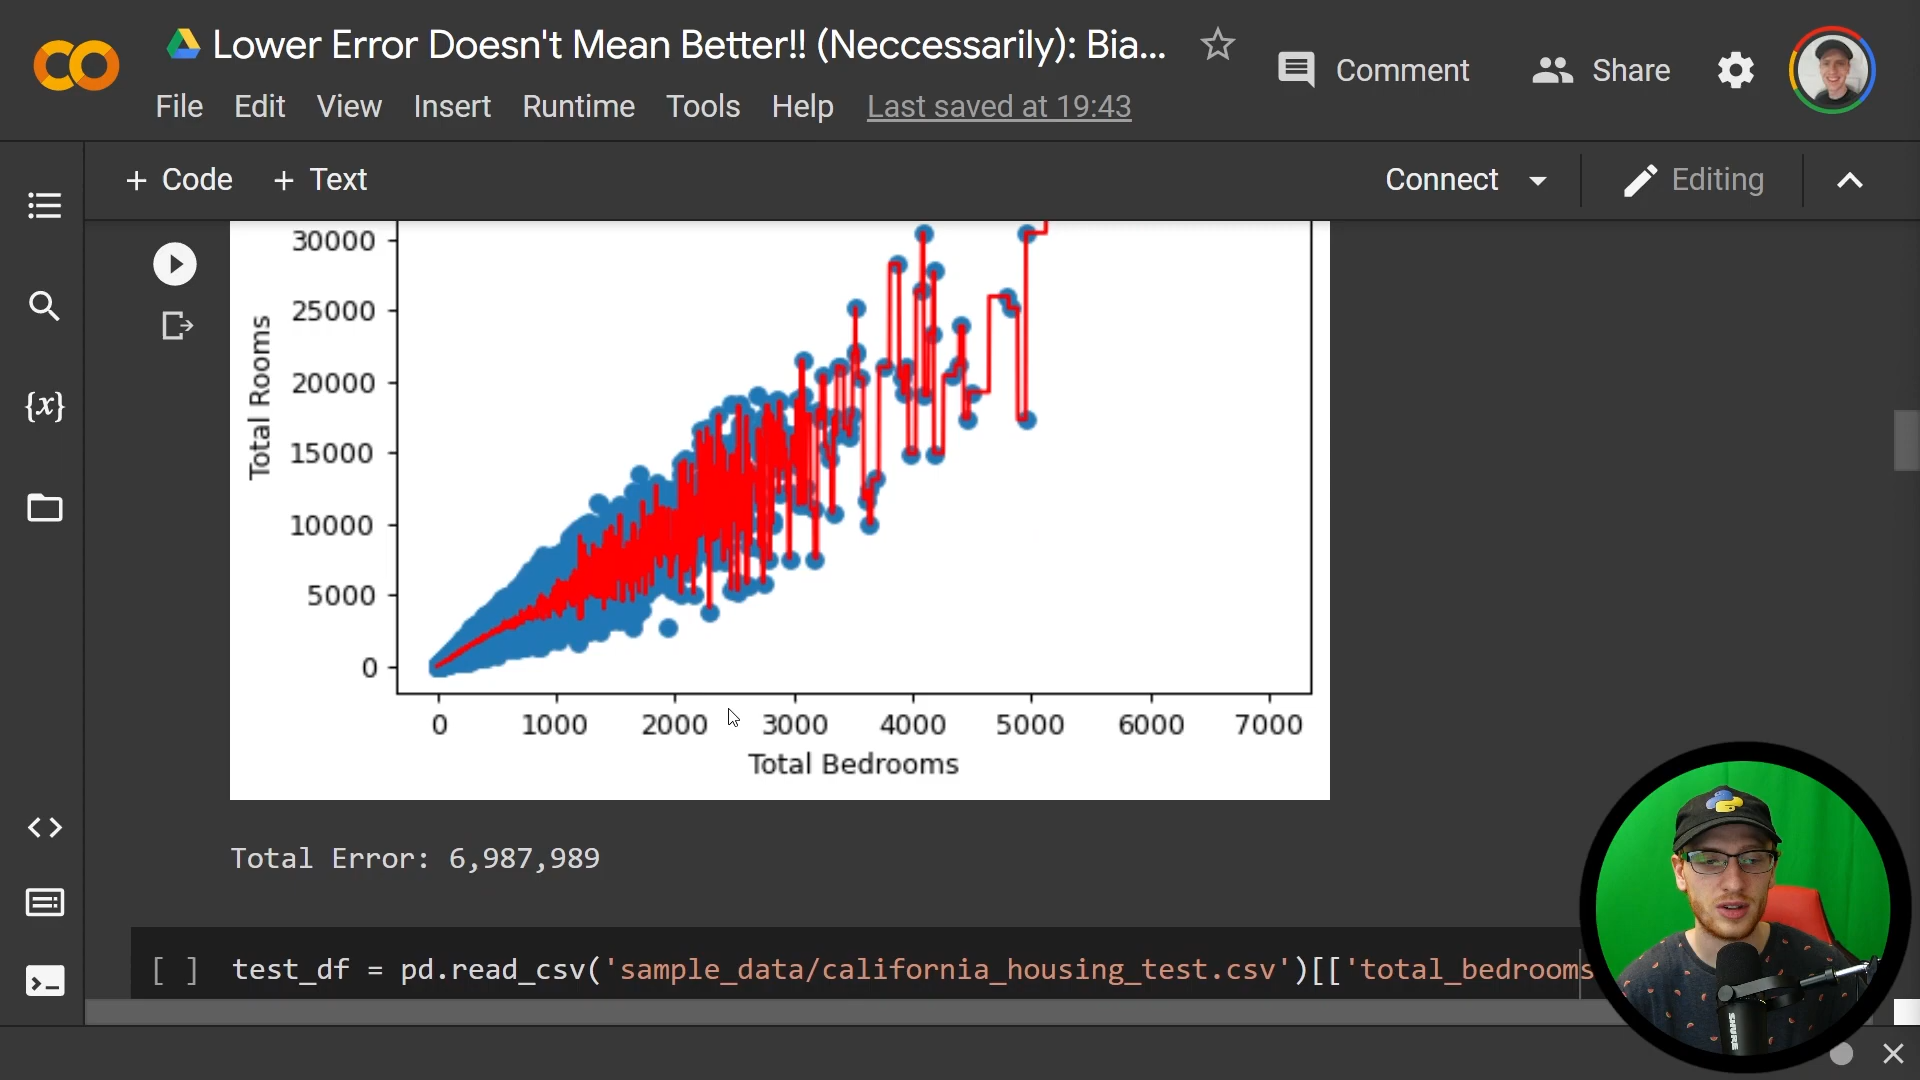 Lower Error Doesn't Mean Better!! (Neccessarily): Bia...
Comment
Share
File Edit View Insert Runtime Tools Help Last saved at 19:43
+ Code + Text
Connect
Editing
{x}
30000
25000
20000
15000
10000
5000
0
Total Rooms
0 1000 2000 3000 4000 5000 6000 7000
Total Bedrooms
Total Error: 6,987,989
[ ] test_df = pd.read_csv('sample_data/california_housing_test.csv')[['total_bedrooms
SHURE